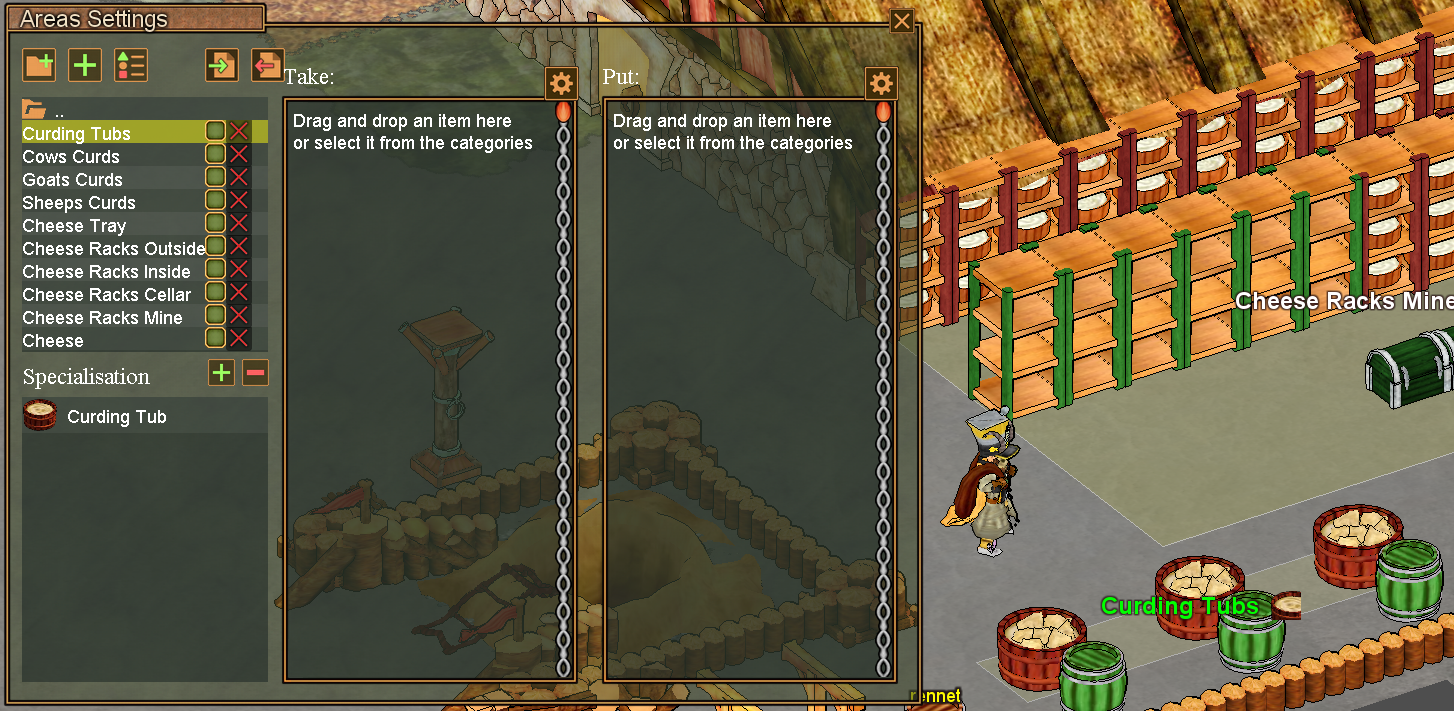 Areas Settings
Take:
Put:
Drag and drop an item here
or select it from the categories
Drag and drop an item here
or select it from the categories
..
Curding Tubs
Cows Curds
Goats Curds
Sheeps Curds
Cheese Tray
Cheese Racks Outside
Cheese Racks Inside
Cheese Racks Cellar
Cheese Racks Mine
Cheese
Specialisation
Curding Tub
Cheese Racks Mine
Curding Tubs
rennet